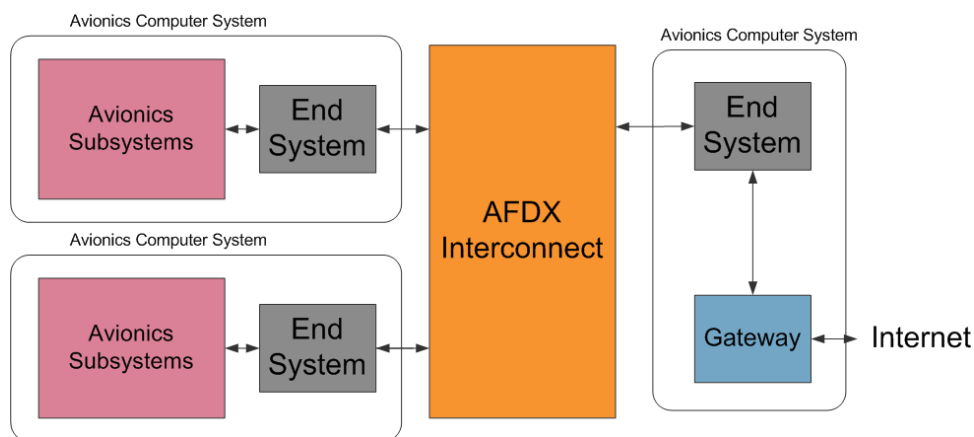 Avionics Computer System
Avionics
Subsystems
End
System
Avionics Computer System
Avionics
Subsystems
End
System
AFDX
Interconnect
Avionics Computer System
End
System
Gateway
Internet